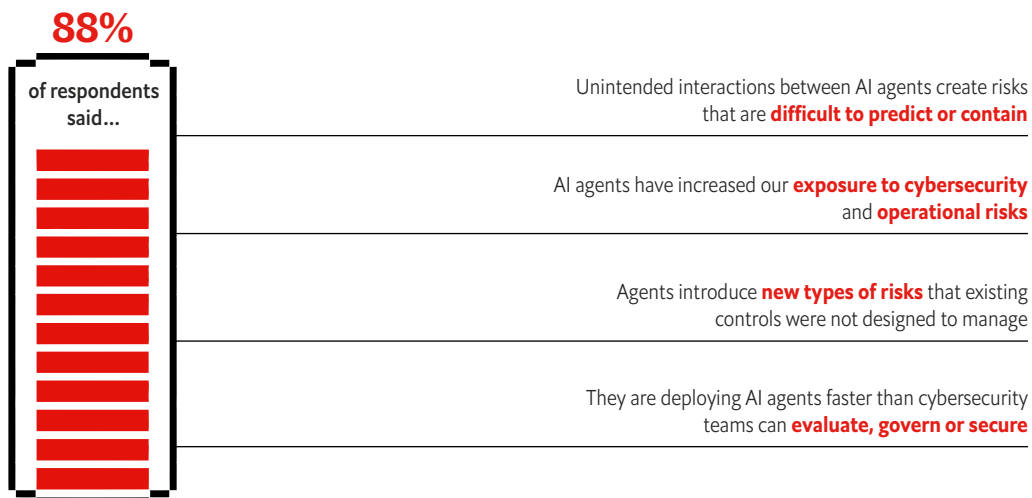 88%
of respondents
said...
Unintended interactions between AI agents create risks
that are difficult to predict or contain
AI agents have increased our exposure to cybersecurity
and operational risks
Agents introduce new types of risks that existing
controls were not designed to manage
They are deploying AI agents faster than cybersecurity
teams can evaluate, govern or secure